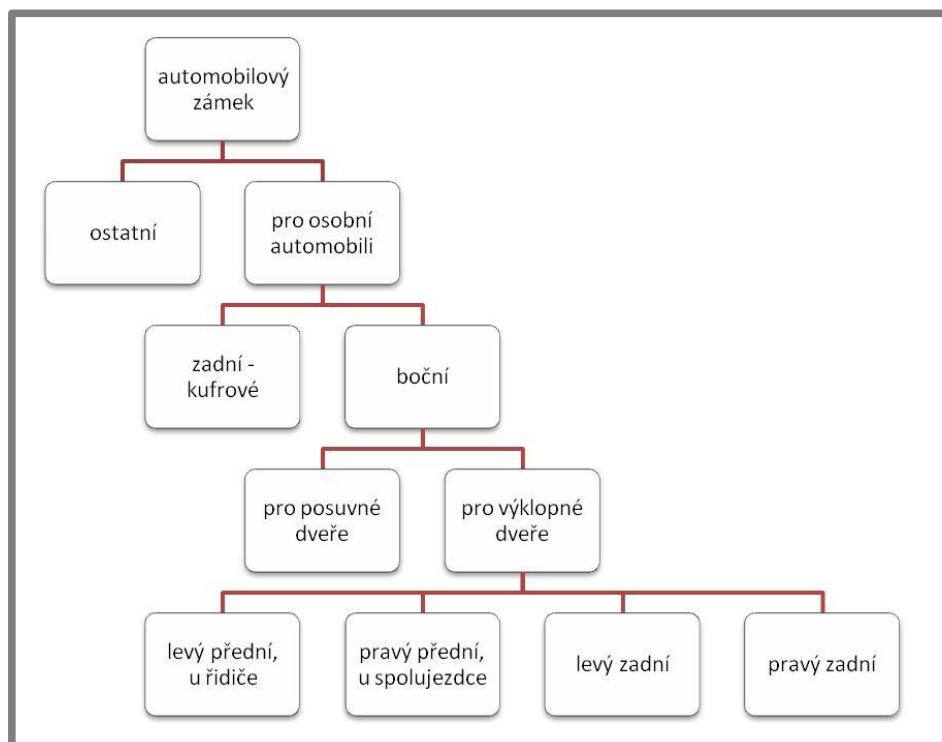 automobilový
zámek
ostatní
pro osobní
automobili
zadní -
kufrové
boční
pro posuvné
dveře
pro výklopné
dveře
levý přední,
u řidiče
pravý přední,
u spolujezdce
levý zadní
pravý zadní